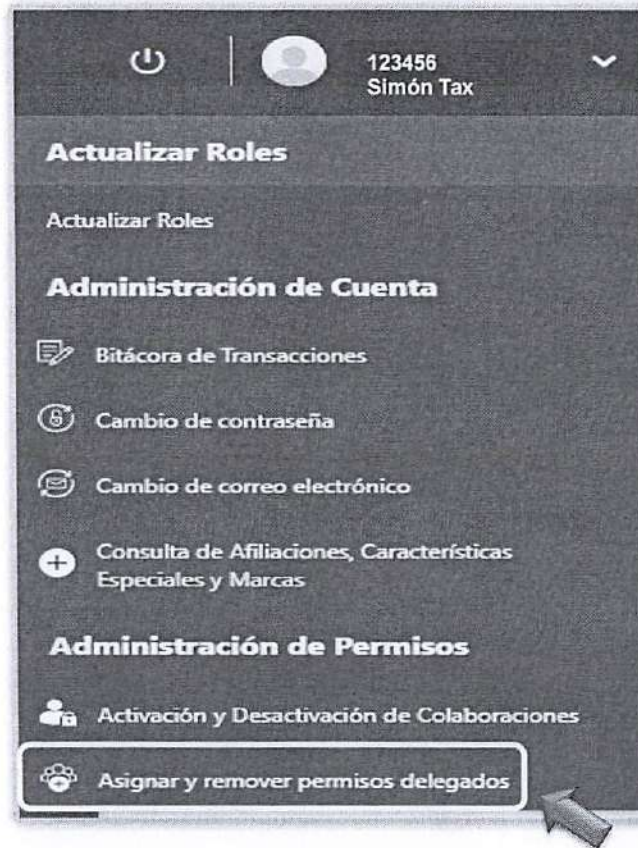 123456
Simón Tax
Actualizar Roles
Actualizar Roles
Administración de Cuenta
Bitácora de Transacciones
Cambio de contraseña
Cambio de correo electrónico
Consulta de Afiliaciones, Características
Especiales y Marcas
Administración de Permisos
Activación y Desactivación de Colaboraciones
Asignar y remover permisos delegados